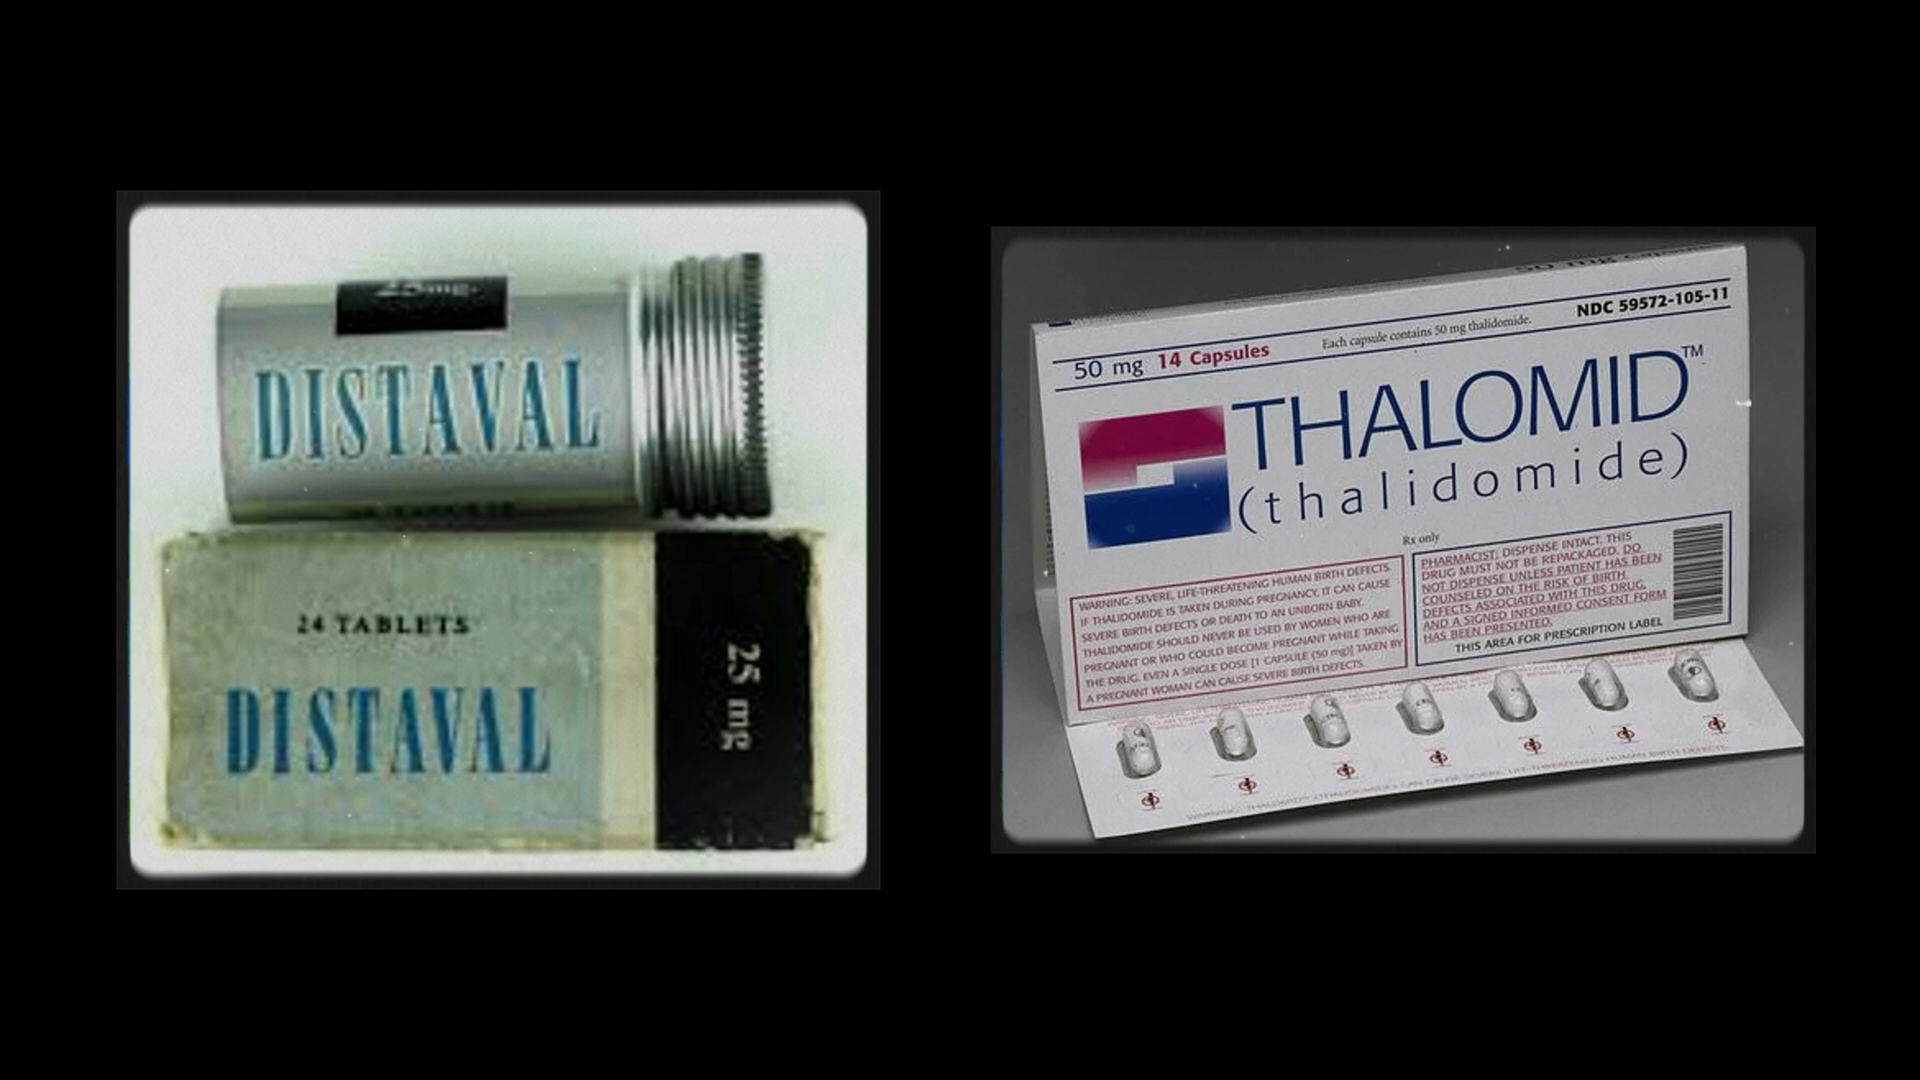 DISTAVAL
24 TABLETS
DISTAVAL
25 mg
NDC 59572-105-11
50 mg 14 Capsules
Each capsule contains 50 mg thalidomide.
THALOMID™
(thalidomide)
Rx only
WARNING: SEVERE, LIFE-THREATENING HUMAN BIRTH DEFECTS.
IF THALIDOMIDE IS TAKEN DURING PREGNANCY, IT CAN CAUSE
SEVERE BIRTH DEFECTS OR DEATH TO AN UNBORN BABY.
THALIDOMIDE SHOULD NEVER BE USED BY WOMEN WHO ARE
PREGNANT OR WHO COULD BECOME PREGNANT WHILE TAKING
THE DRUG. EVEN A SINGLE DOSE [1 CAPSULE (50 mg)] TAKEN BY
A PREGNANT WOMAN CAN CAUSE SEVERE BIRTH DEFECTS.
PHARMACIST: DISPENSE INTACT. THIS
DRUG MUST NOT BE REPACKAGED. DO
NOT DISPENSE UNLESS PATIENT HAS BEEN
COUNSELED ON THE RISK OF BIRTH
DEFECTS ASSOCIATED WITH THIS DRUG,
AND A SIGNED INFORMED CONSENT FORM
HAS BEEN PRESENTED.
THIS AREA FOR PRESCRIPTION LABEL